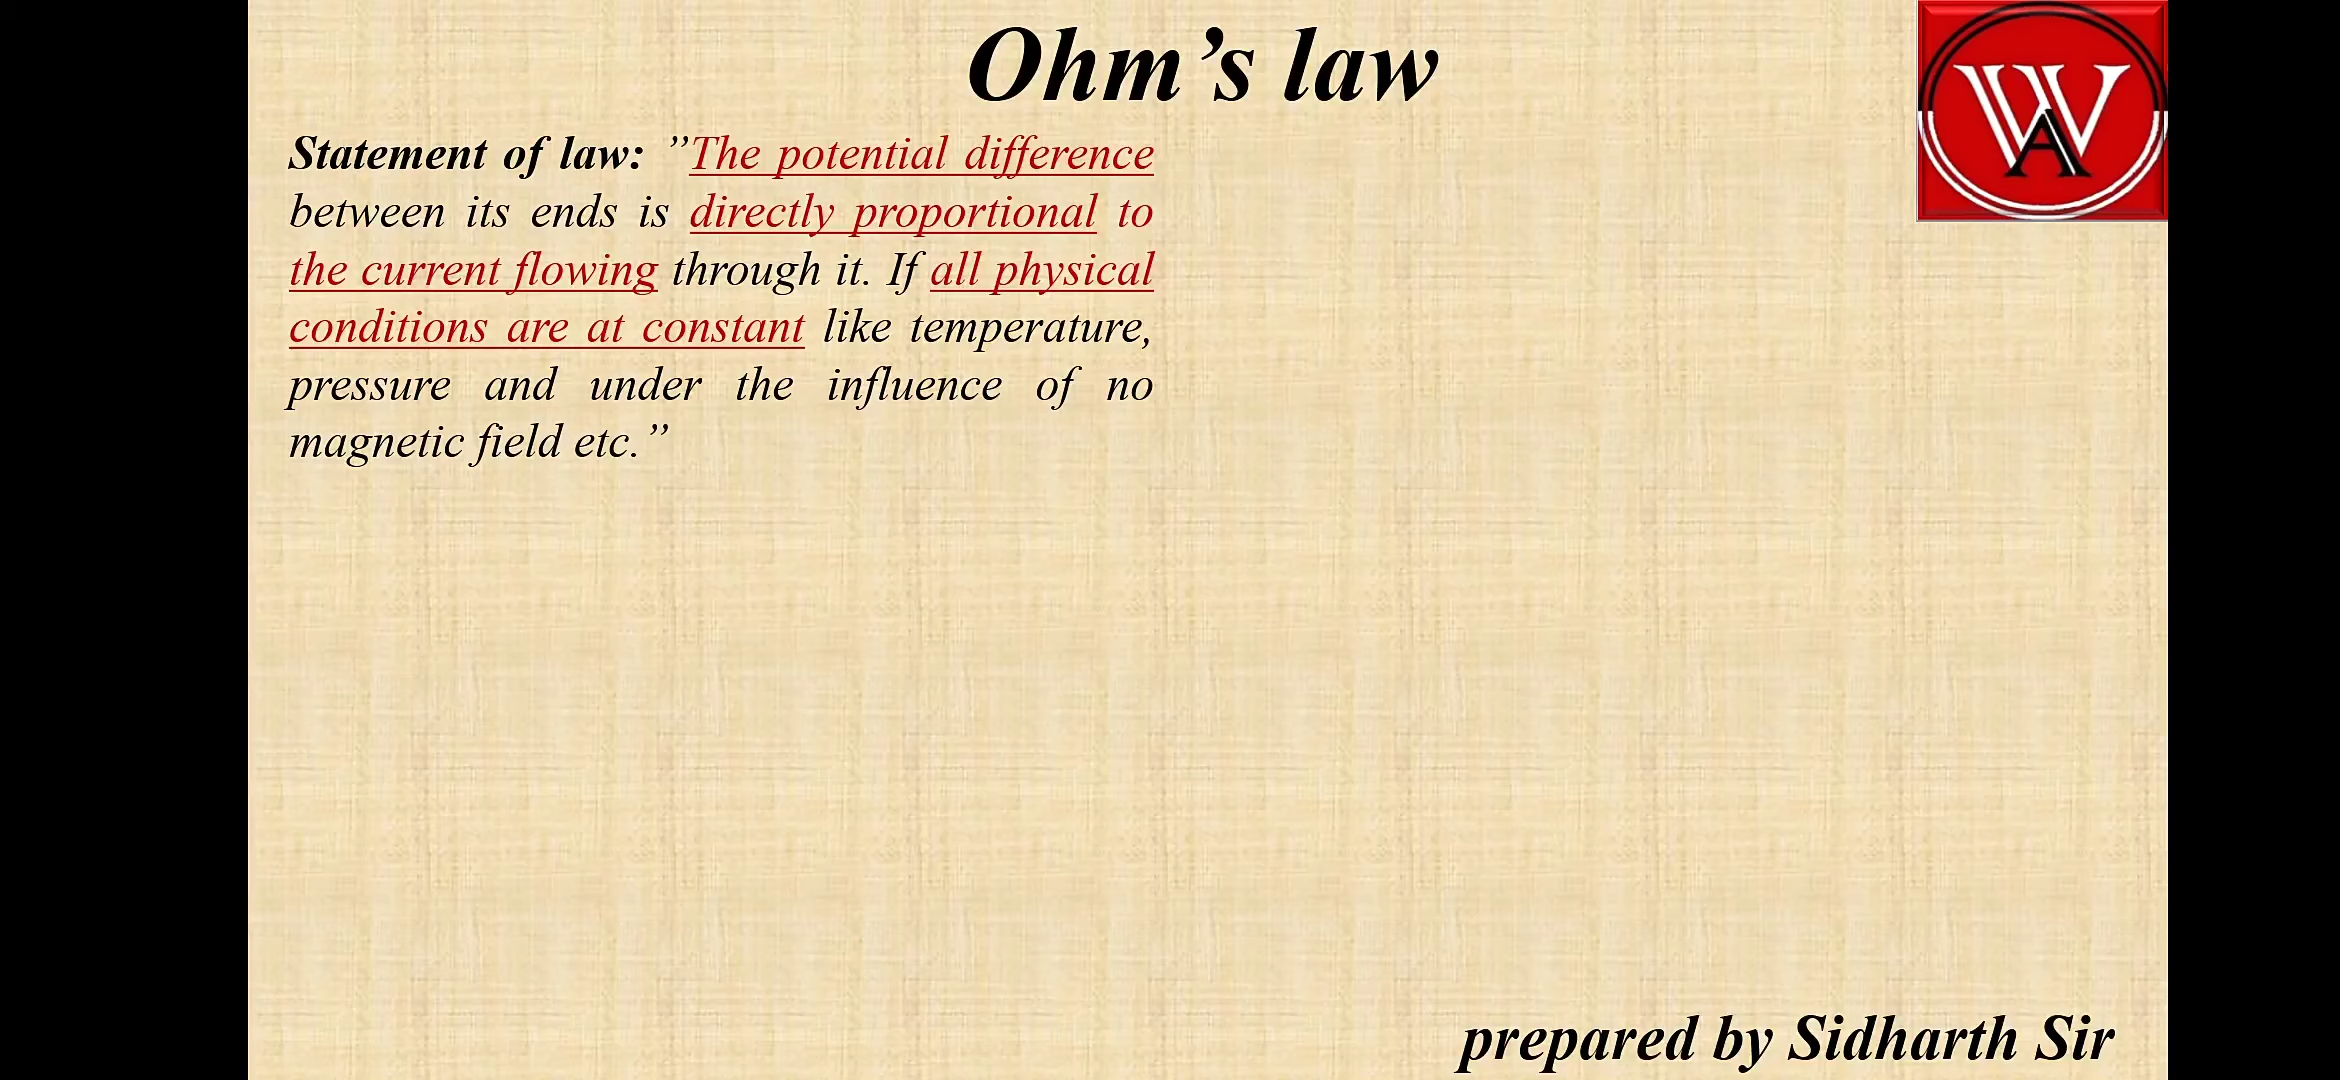 Ohm’s law
Statement of law: ”The potential difference
between its ends is directly proportional to
the current flowing through it. If all physical
conditions are at constant like temperature,
pressure and under the influence of no
magnetic field etc.”
WA
prepared by Sidharth Sir